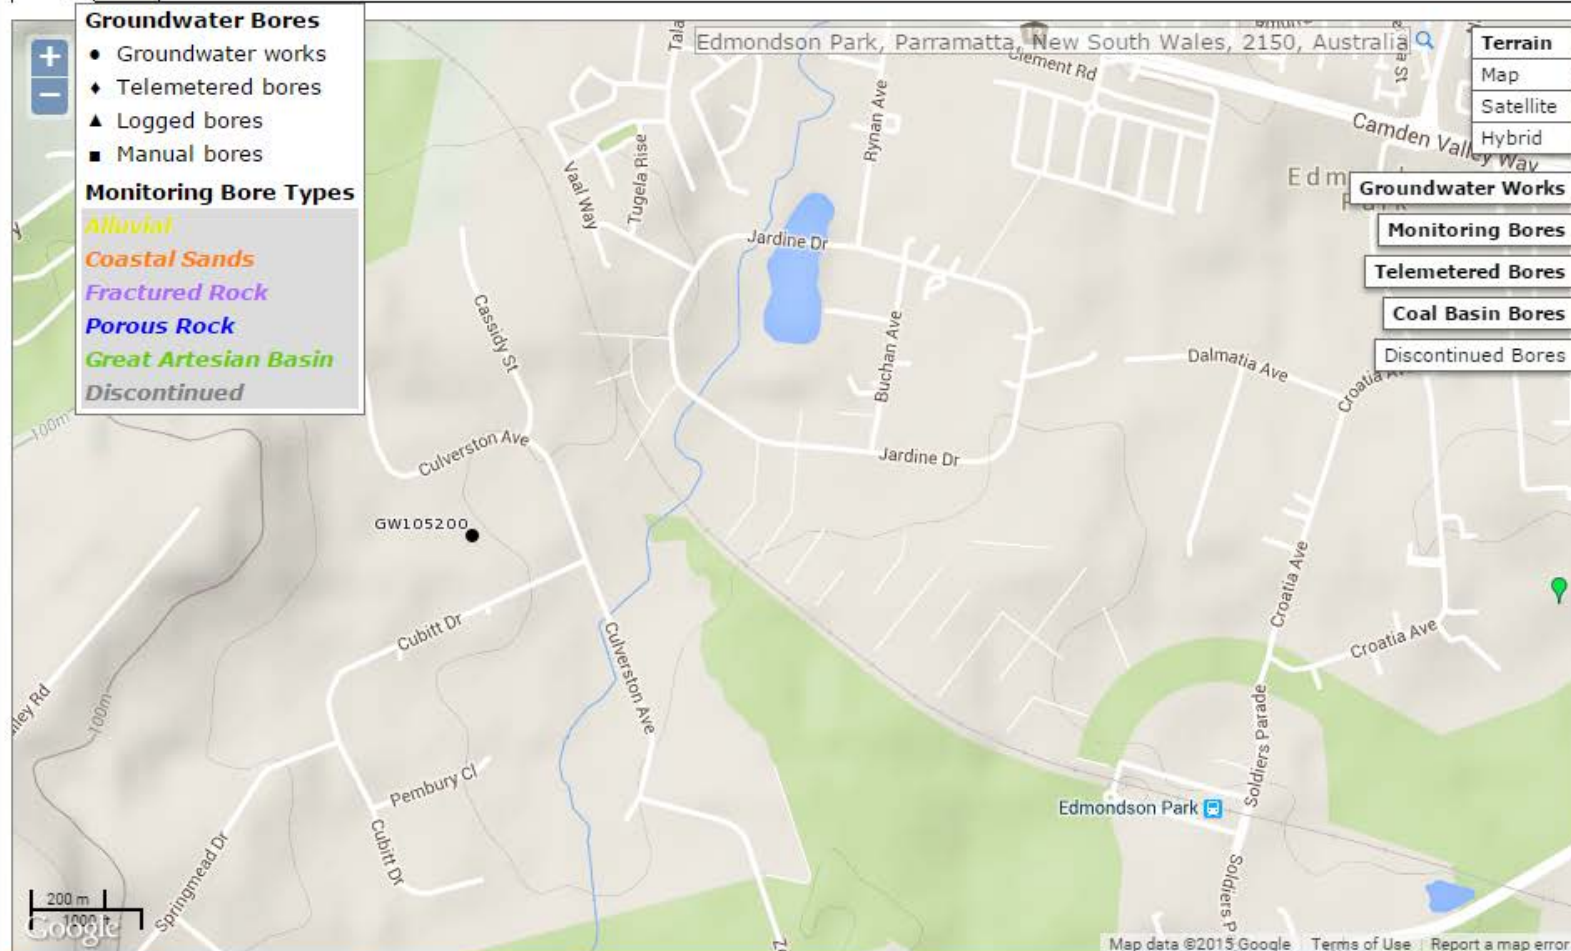 Groundwater Bores
Groundwater works
Telemetered bores
Logged bores
Manual bores
Monitoring Bore Types
Alluvial
Coastal Sands
Fractured Rock
Porous Rock
Great Artesian Basin
Discontinued
+
−
Edmondson Park, Parramatta, New South Wales, 2150, Australia
Terrain
Map
Satellite
Hybrid
Groundwater Works
Monitoring Bores
Telemetered Bores
Coal Basin Bores
Discontinued Bores
Clement Rd
Camden Valley Way
Rynan Ave
Vaal Way
Tugela Rise
Jardine Dr
Cassidy St
Buchan Ave
Dalmatia Ave
Croatia
Culverston Ave
Jardine Dr
100m
GW105200
Croatia Ave
Croatia Ave
Cubitt Dr
Culverston Ave
100m
Soldiers Parade
Pembury Cl
Edmondson Park
Cubitt Dr
Springmead Dr
200 m
Google
Map data ©2015 Google
Terms of Use
Report a map error